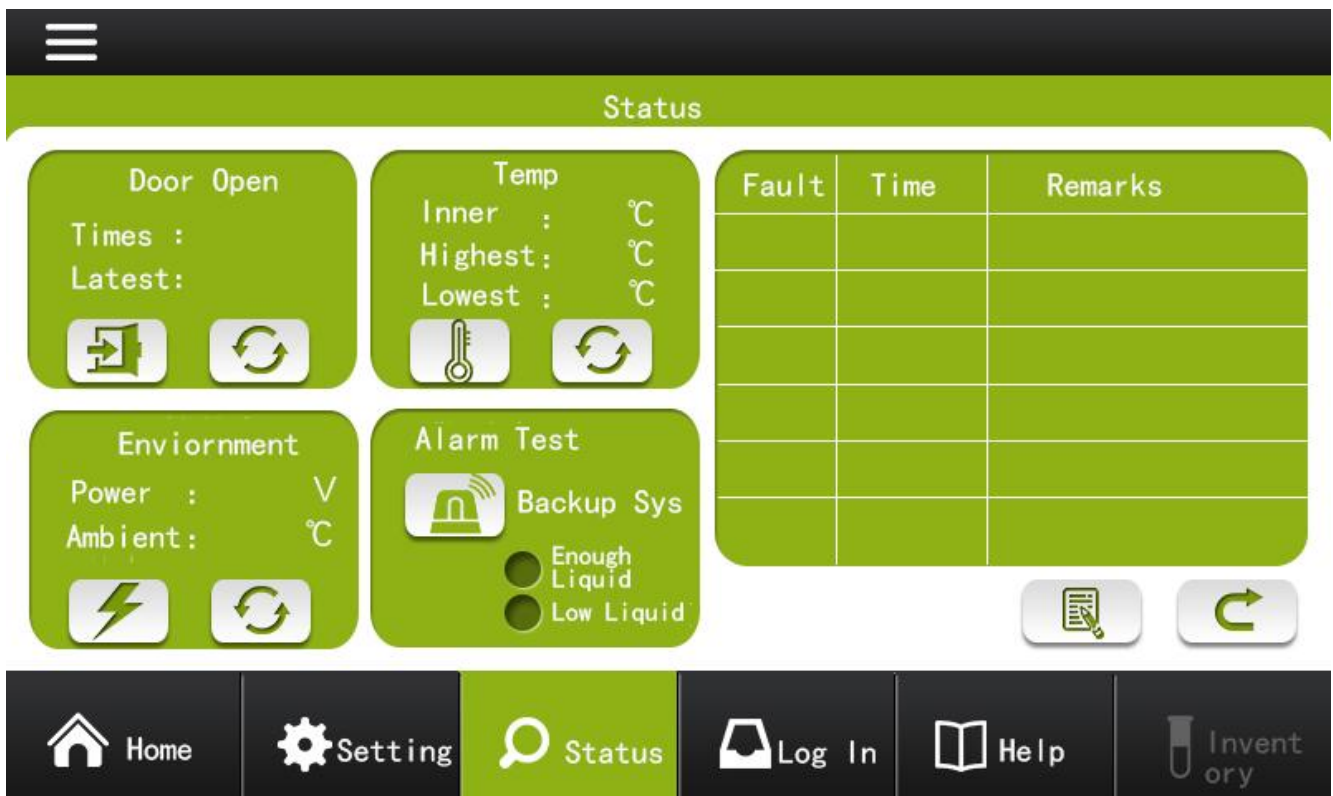 Status
Door Open
Times :
Latest:
Temp
Inner : ℃
Highest: ℃
Lowest : ℃
Enviornment
Power : V
Ambient: ℃
Alarm Test
Backup Sys
Enough
Liquid
Low Liquid
Fault Time Remarks
Home
Setting
Status
Log In
Help
Invent
ory